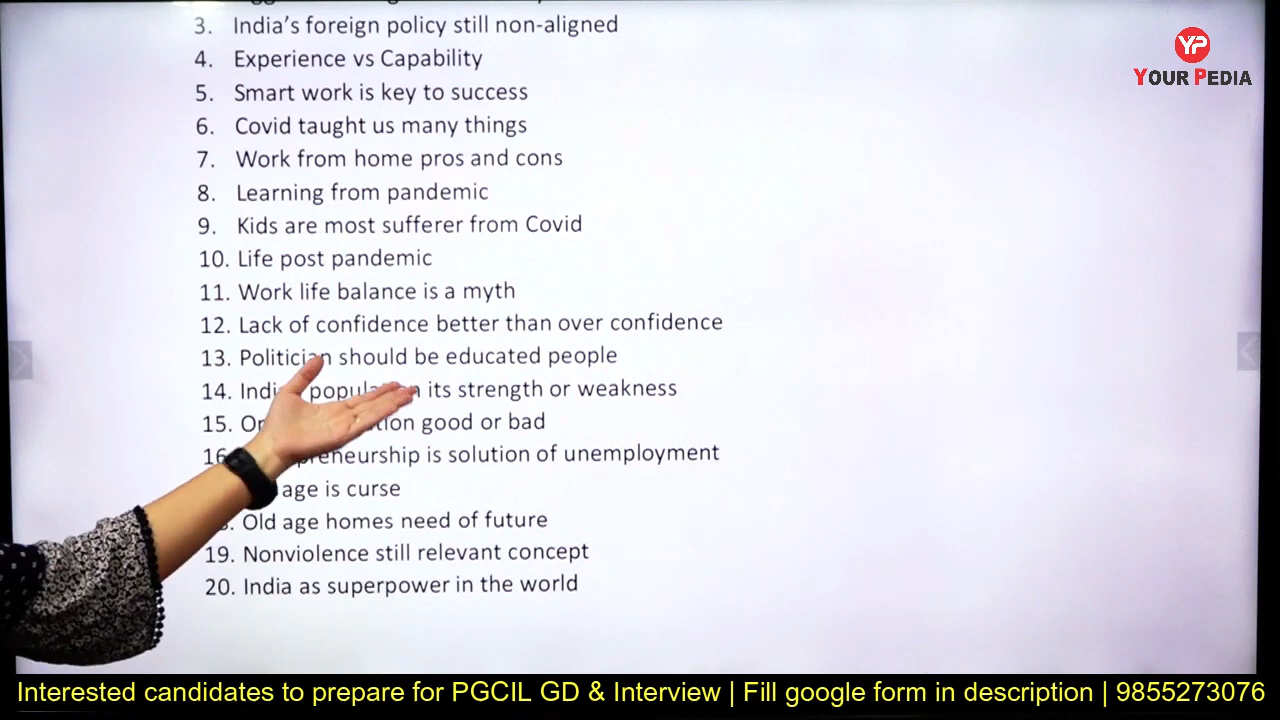 3. India’s foreign policy still non-aligned
4. Experience vs Capability
5. Smart work is key to success
6. Covid taught us many things
7. Work from home pros and cons
8. Learning from pandemic
9. Kids are most sufferer from Covid
10. Life post pandemic
11. Work life balance is a myth
12. Lack of confidence better than over confidence
13. Politician should be educated people
14. its strength or weakness
15. good or bad
is solution of unemployment
age is curse
Old age homes need of future
19. Nonviolence still relevant concept
20. India as superpower in the world
YP
YOUR PEDIA
Interested candidates to prepare for PGCIL GD & Interview | Fill google form in description | 9855273076